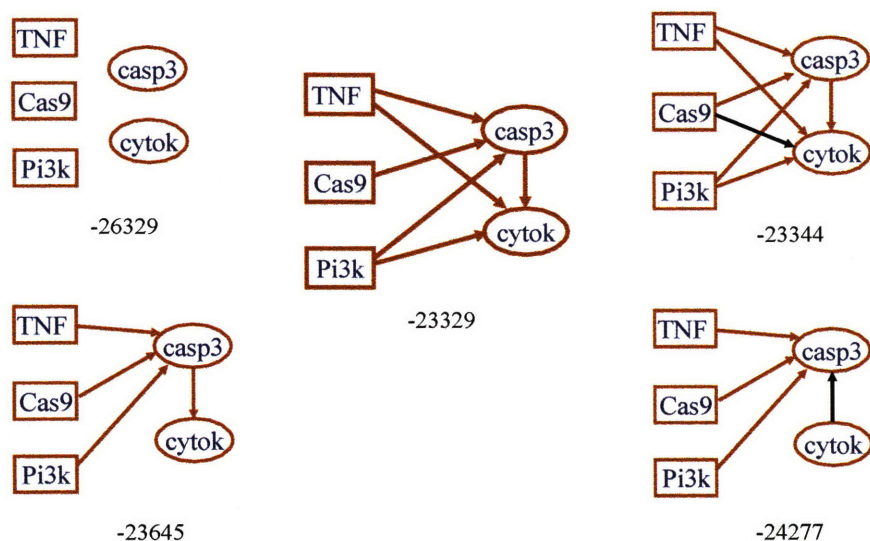 TNF
casp3
Cas9
cytok
Pi3k
-26329
TNF
casp3
Cas9
cytok
Pi3k
-23329
TNF
casp3
Cas9
cytok
Pi3k
-23344
TNF
casp3
Cas9
cytok
Pi3k
-23645
TNF
casp3
Cas9
cytok
Pi3k
-24277